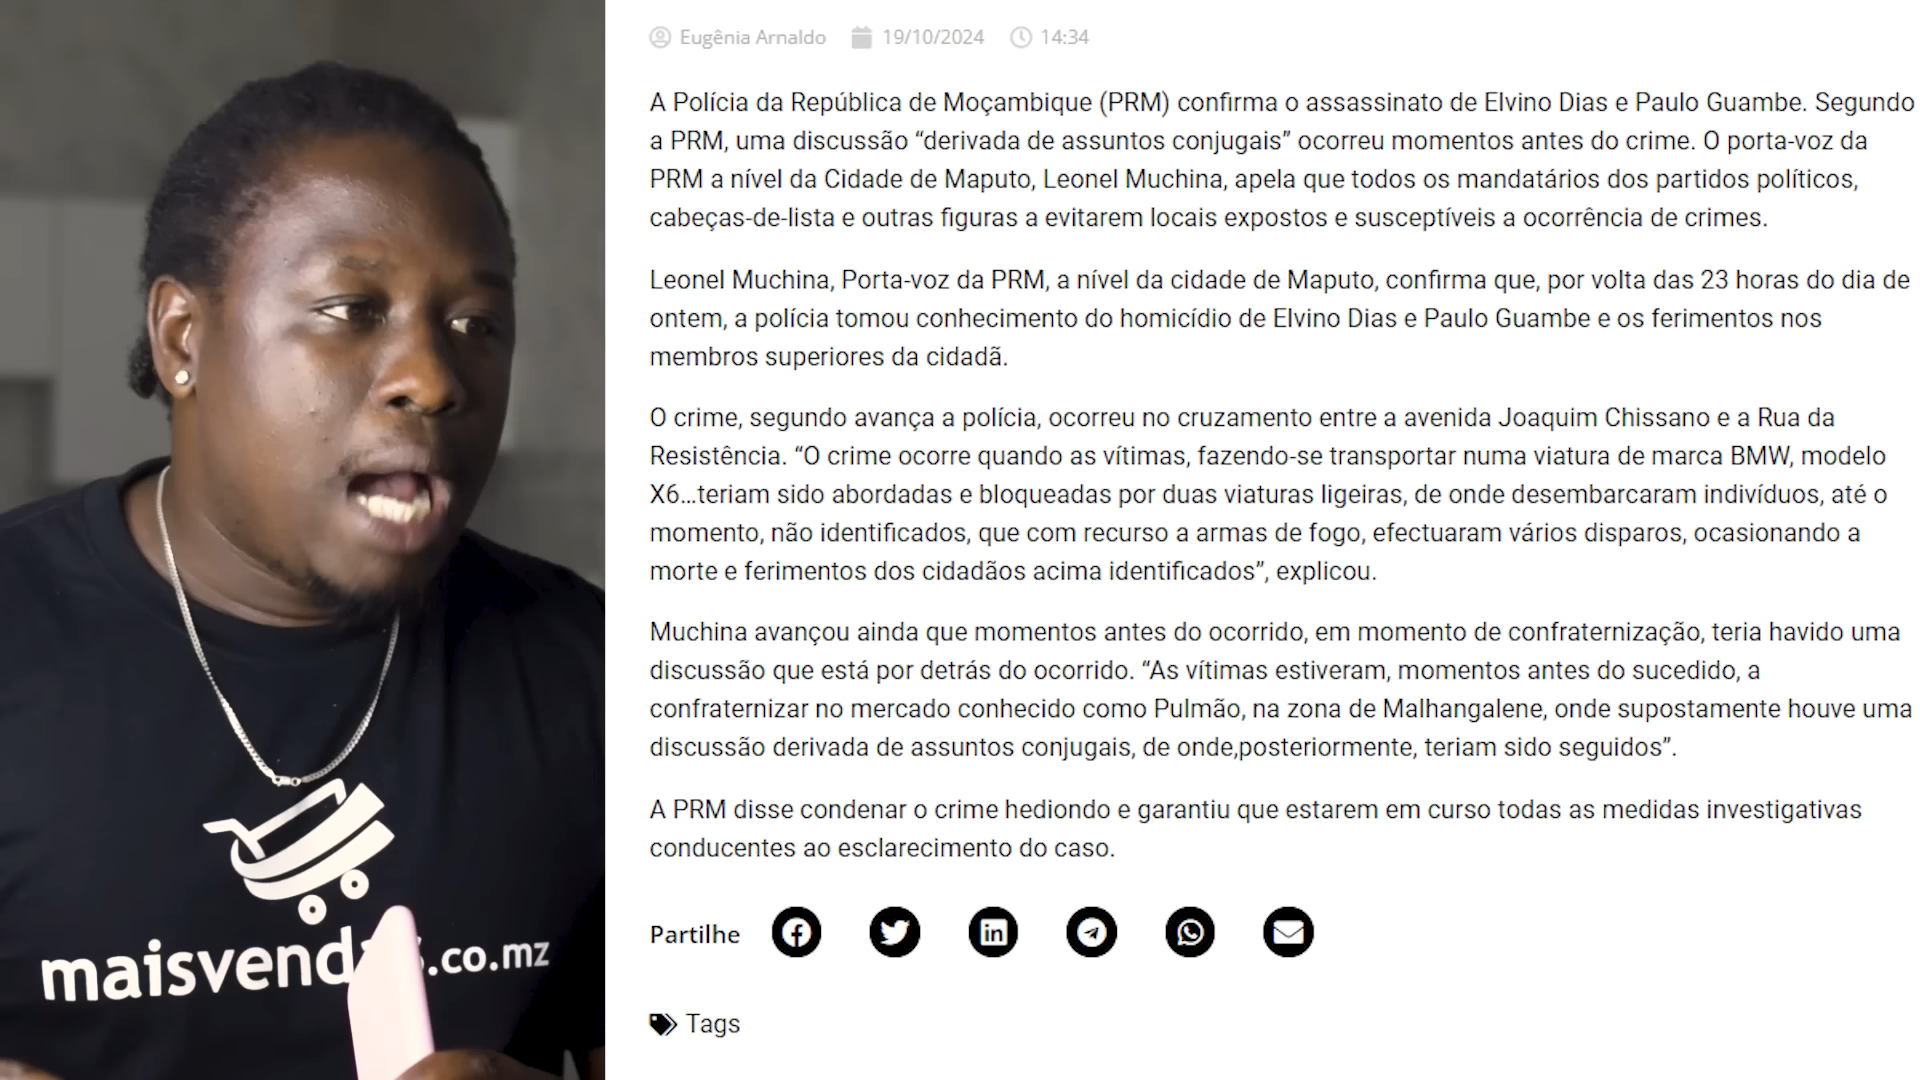 Eugênia Arnaldo 19/10/2024 14:34
A Polícia da República de Moçambique (PRM) confirma o assassinato de Elvino Dias e Paulo Guambe. Segundo
a PRM, uma discussão “derivada de assuntos conjugais” ocorreu momentos antes do crime. O porta-voz da
PRM a nível da Cidade de Maputo, Leonel Muchina, apela que todos os mandatários dos partidos políticos,
cabeças-de-lista e outras figuras a evitarem locais expostos e susceptíveis a ocorrência de crimes.
Leonel Muchina, Porta-voz da PRM, a nível da cidade de Maputo, confirma que, por volta das 23 horas do dia de
ontem, a polícia tomou conhecimento do homicídio de Elvino Dias e Paulo Guambe e os ferimentos nos
membros superiores da cidadã.
O crime, segundo avança a polícia, ocorreu no cruzamento entre a avenida Joaquim Chissano e a Rua da
Resistência. “O crime ocorre quando as vítimas, fazendo-se transportar numa viatura de marca BMW, modelo
X6…teriam sido abordadas e bloqueadas por duas viaturas ligeiras, de onde desembarcaram indivíduos, até o
momento, não identificados, que com recurso a armas de fogo, efectuaram vários disparos, ocasionando a
morte e ferimentos dos cidadãos acima identificados”, explicou.
Muchina avançou ainda que momentos antes do ocorrido, em momento de confraternização, teria havido uma
discussão que está por detrás do ocorrido. “As vítimas estiveram, momentos antes do sucedido, a
confraternizar no mercado conhecido como Pulmão, na zona de Malhangalene, onde supostamente houve uma
discussão derivada de assuntos conjugais, de onde,posteriormente, teriam sido seguidos”.
A PRM disse condenar o crime hediondo e garantiu que estarem em curso todas as medidas investigativas
conducentes ao esclarecimento do caso.
Partilhe
Tags
maisvendas.co.mz